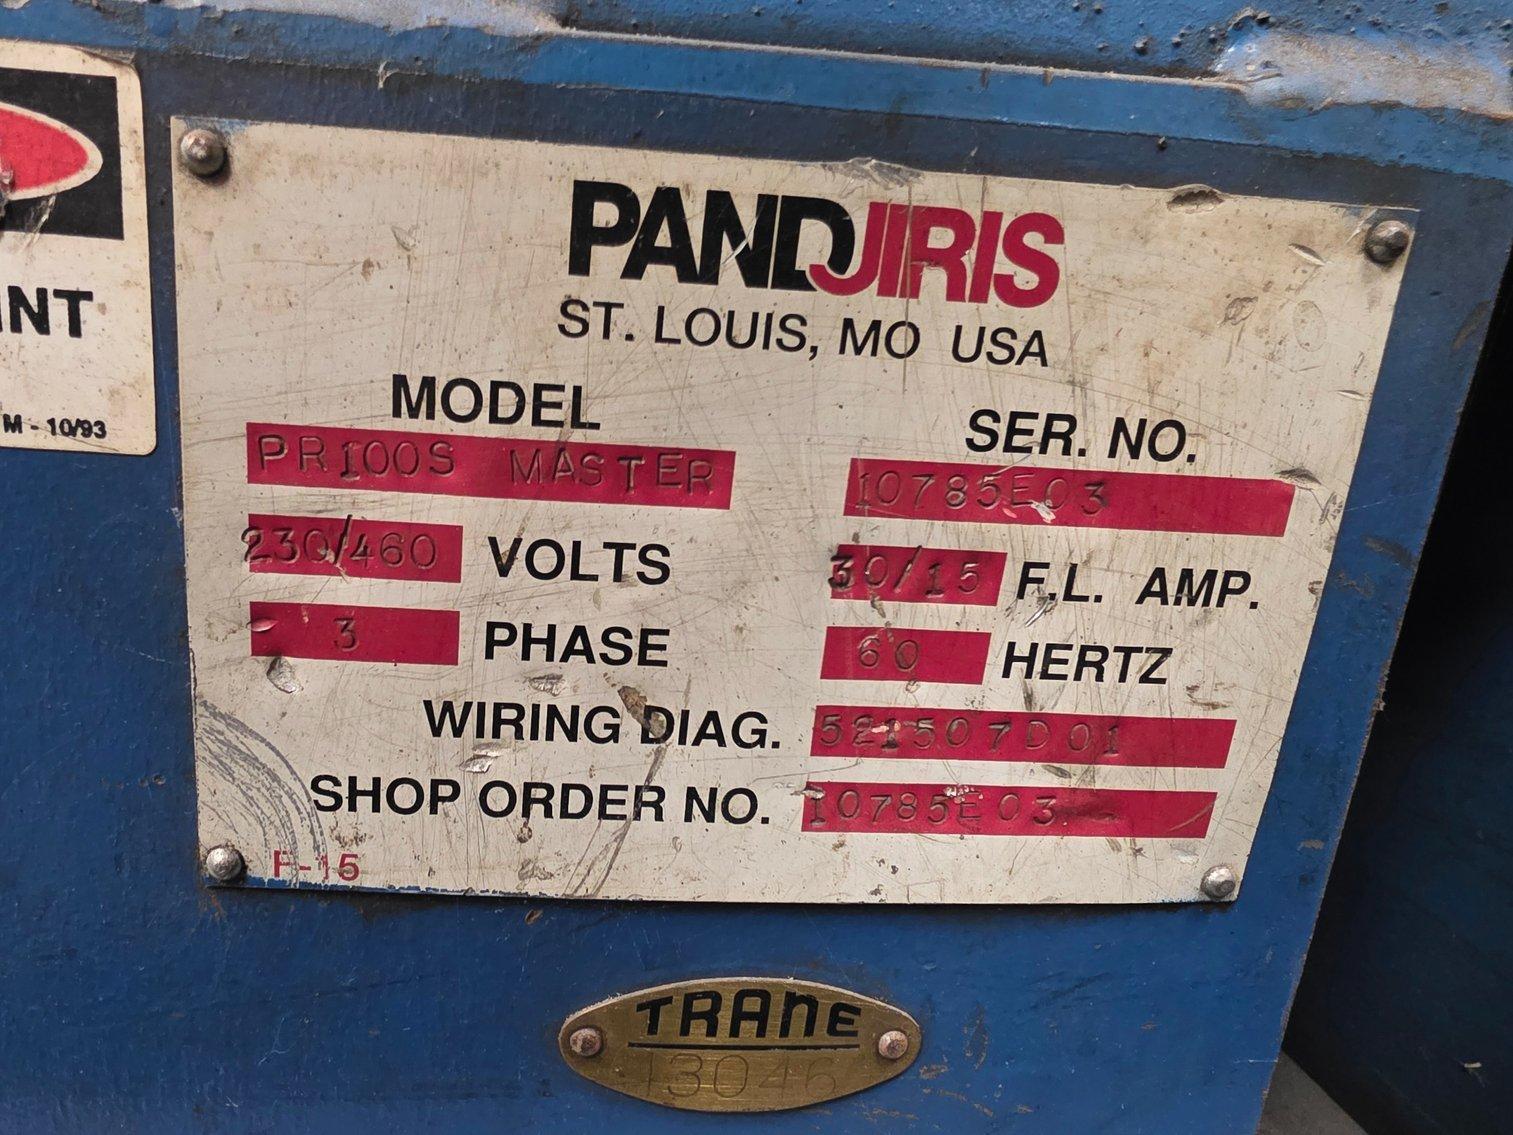 INT
M - 10/93
PANDJIRIS
ST. LOUIS, MO USA
MODEL
PR100S MASTER
SER. NO.
10785E03
230/460 VOLTS
30/15 F.L. AMP.
3 PHASE
60 HERTZ
WIRING DIAG. 521507D01
SHOP ORDER NO. 10785E03
F-15
TRANE
13046